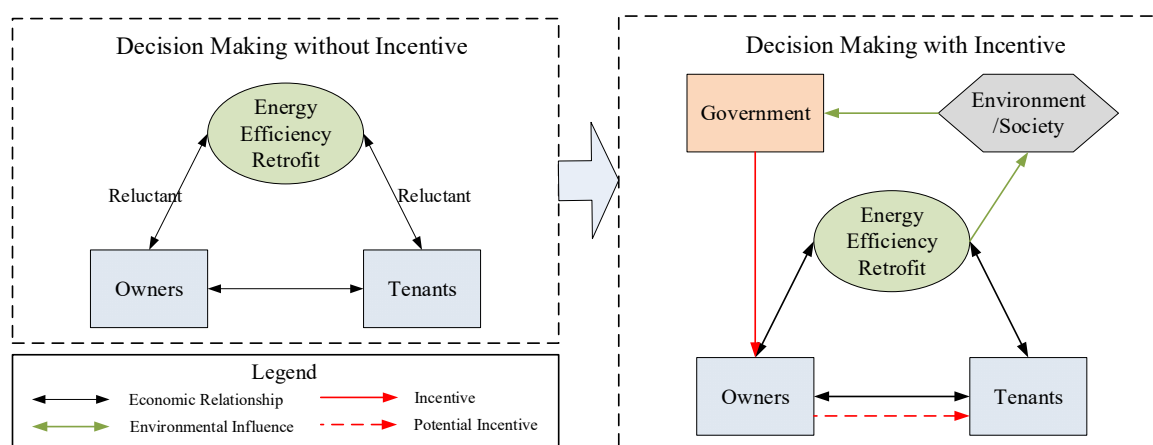 Decision Making without Incentive
Energy
Efficiency
Retrofit
Reluctant
Reluctant
Owners
Tenants
Legend
Economic Relationship
Incentive
Environmental Influence
Potential Incentive
Decision Making with Incentive
Government
Environment
/Society
Energy
Efficiency
Retrofit
Owners
Tenants